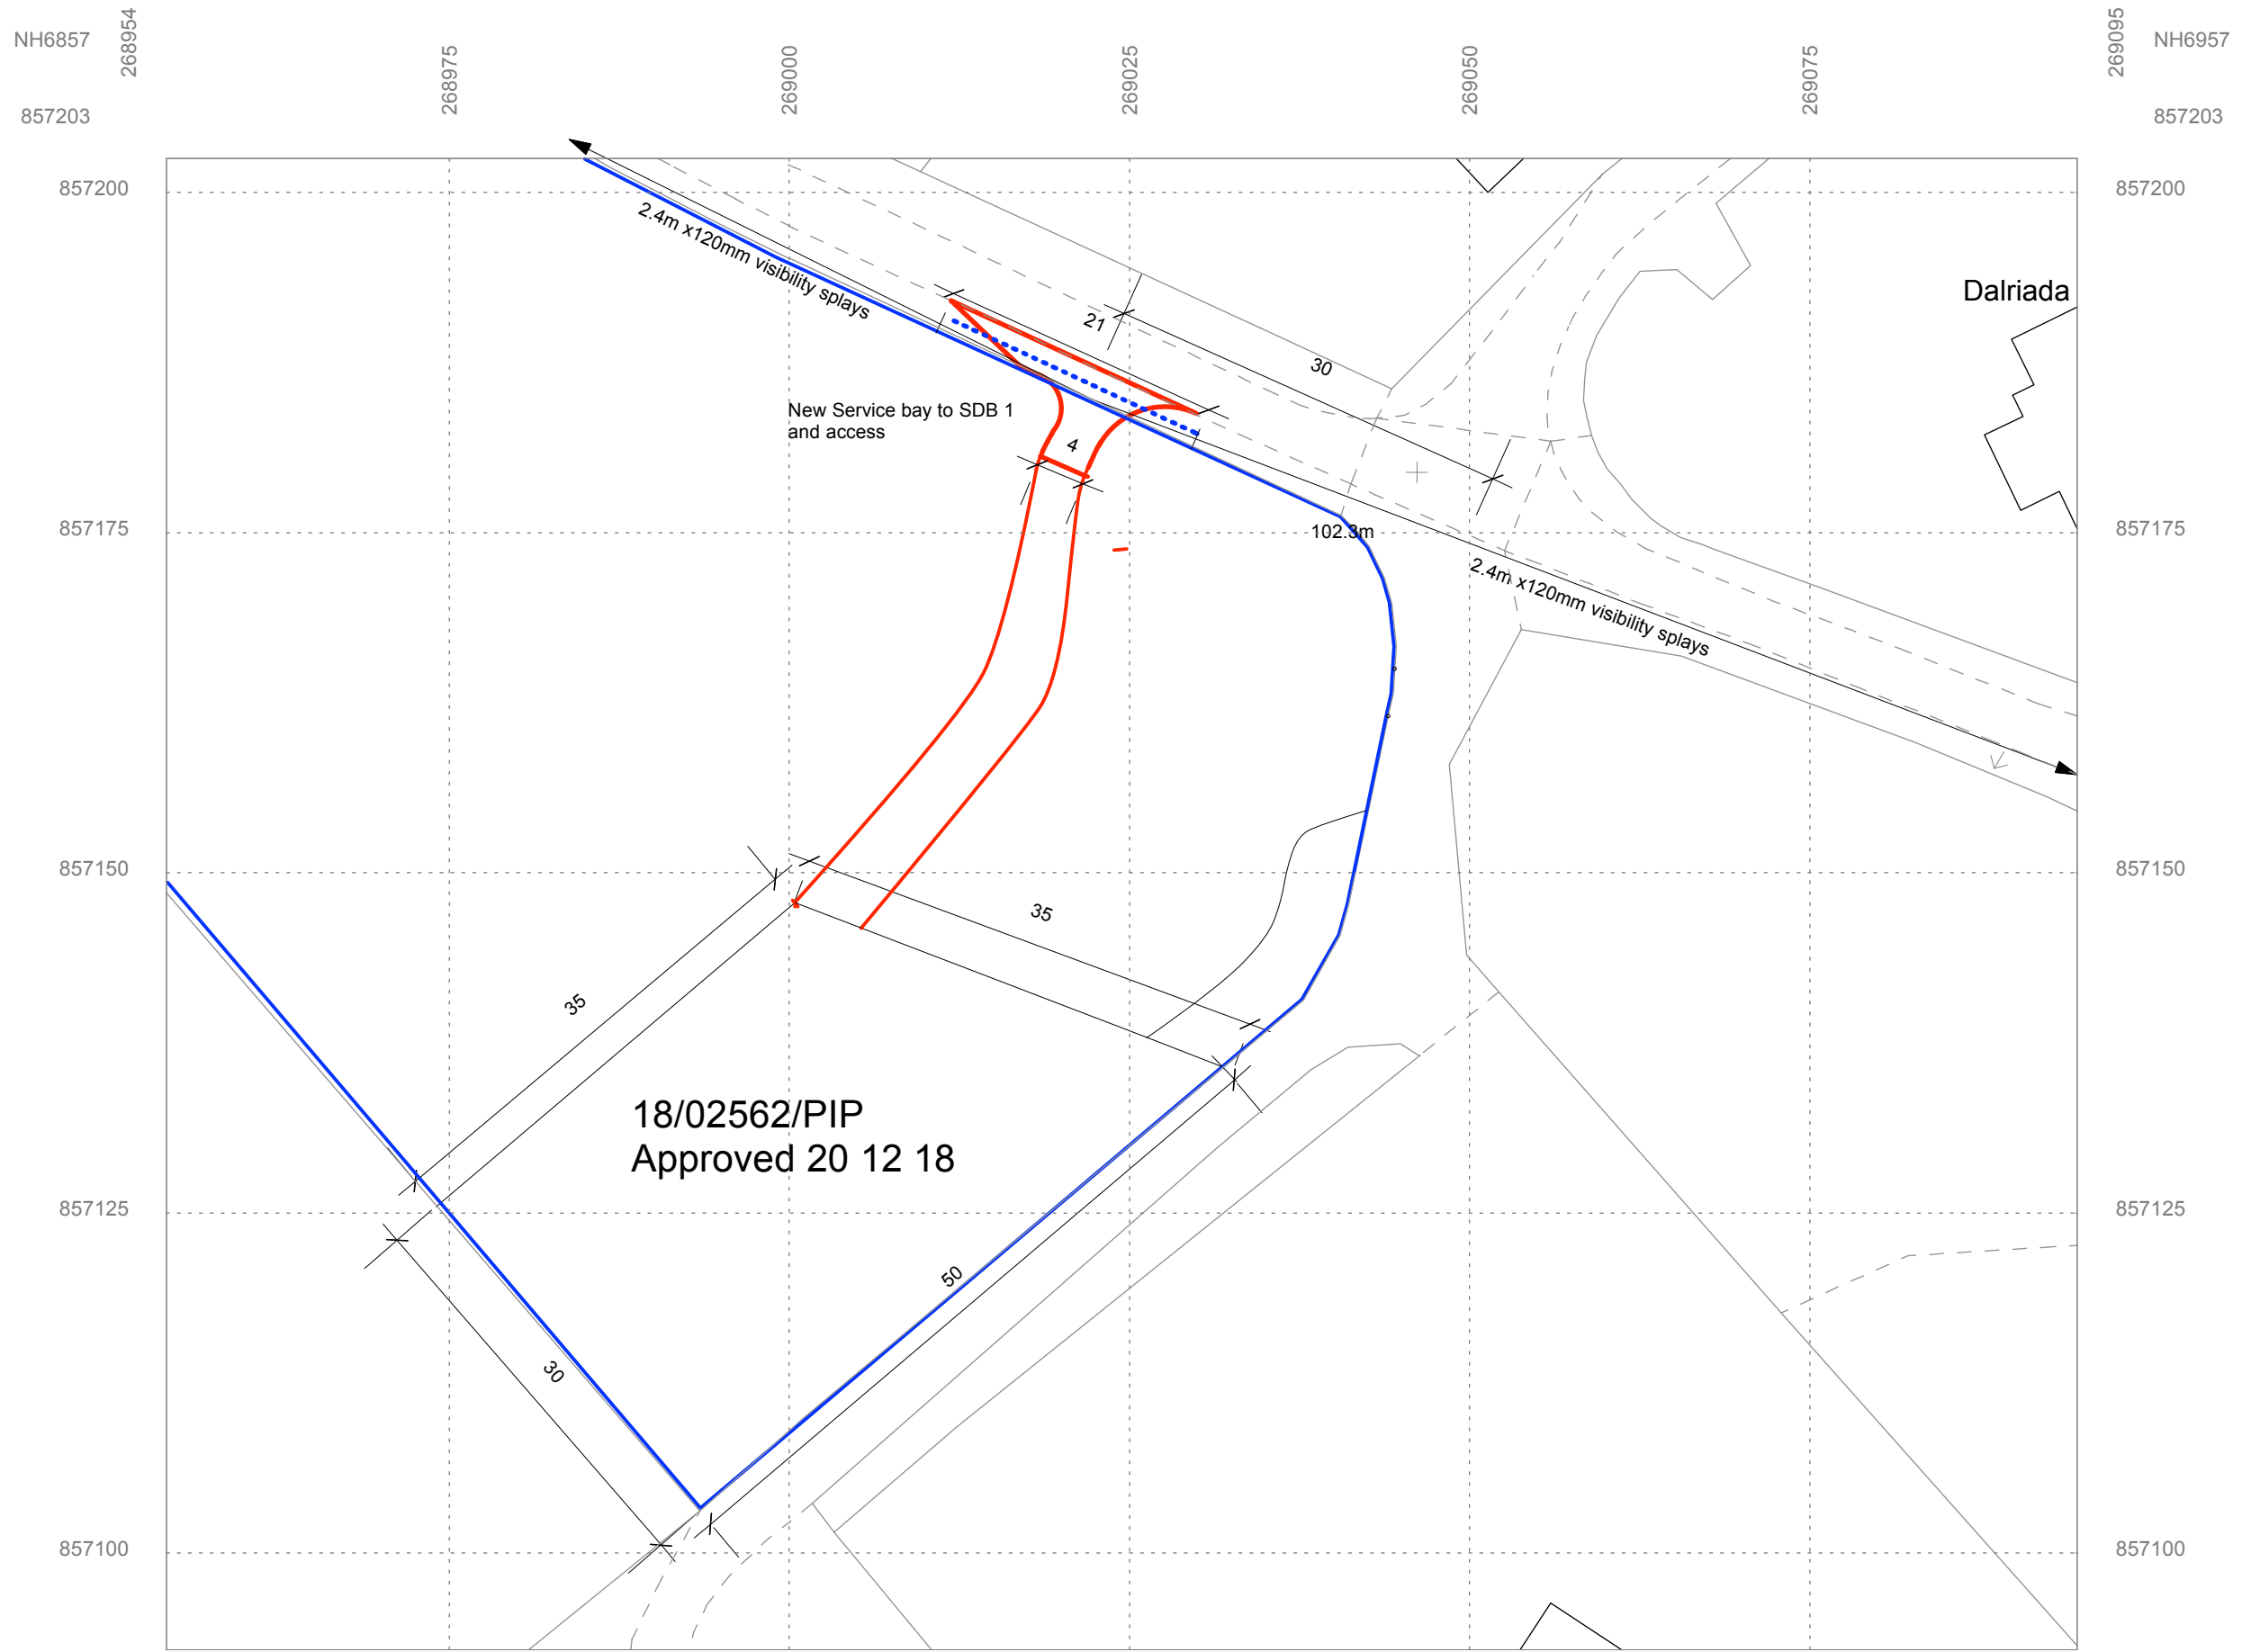 NH6857
268954
268975
269000
269025
269050
269075
269095
NH6957
857203
857203
857200
857200
2.4m x120mm visibility splays
Dalriada
21
30
New Service bay to SDB 1
and access
4
857175
102.3m
857175
2.4m x120mm visibility splays
857150
857150
35
35
18/02562/PIP
Approved 20 12 18
857125
857125
50
30
857100
857100